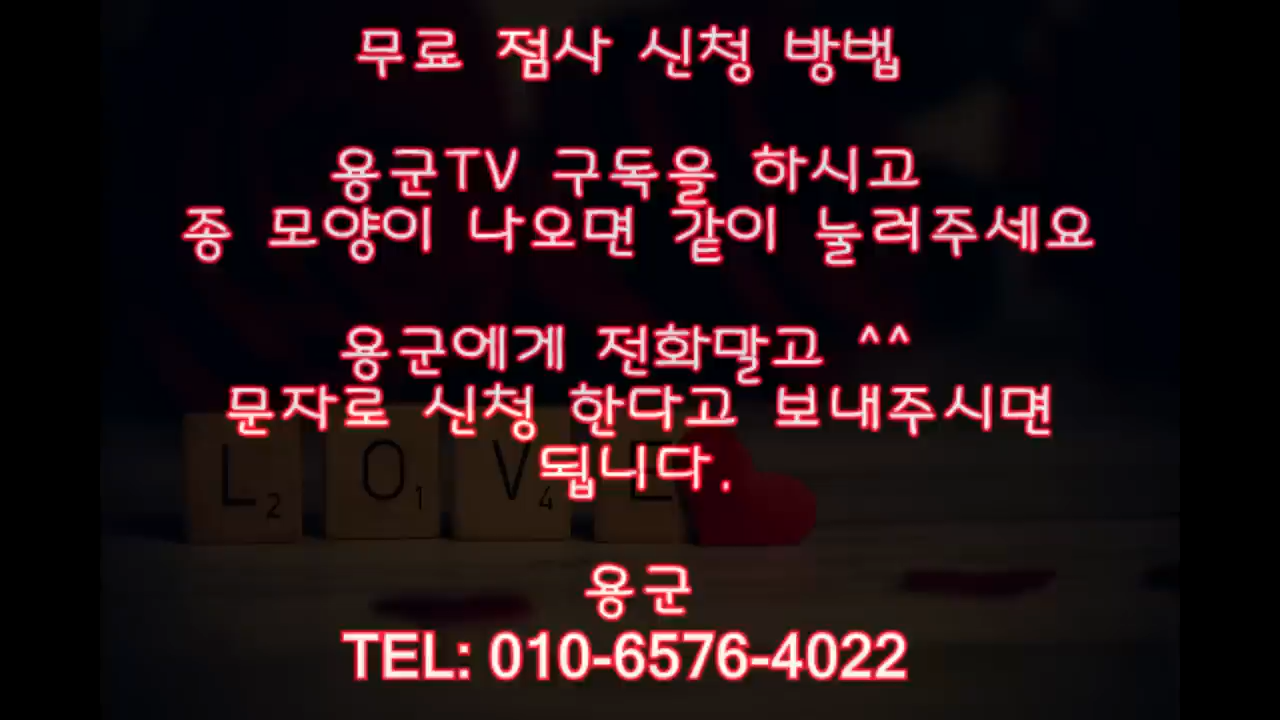 무료 점사 신청 방법
용군TV 구독을 하시고
종 모양이 나오면 같이 눌러주세요
용군에게 전화말고 ^^
문자로 신청 한다고 보내주시면
됩니다.
L2 O1 V4 E
용군
TEL: 010-6576-4022